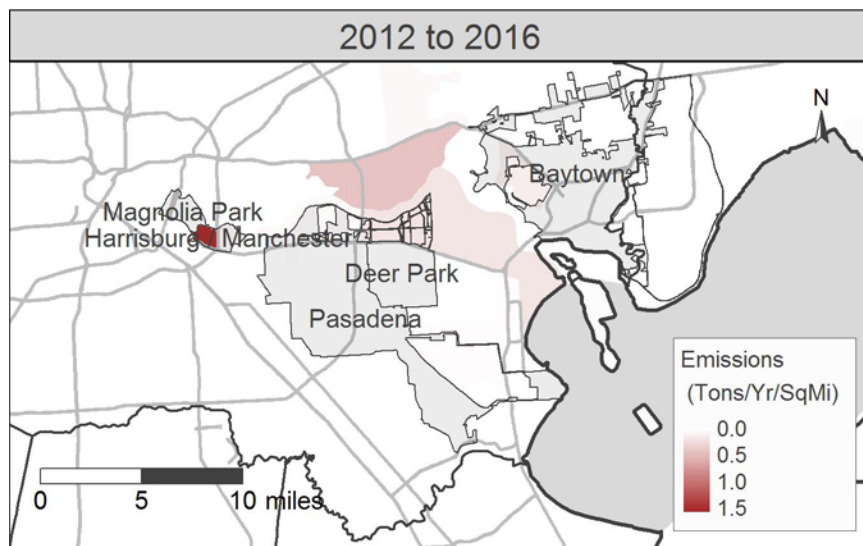 2012 to 2016
N
Baytown
Magnolia Park
Harrisburg / Manchester
Deer Park
Pasadena
Emissions
(Tons/Yr/SqMi)
0.0
0.5
1.0
1.5
0 5 10 miles